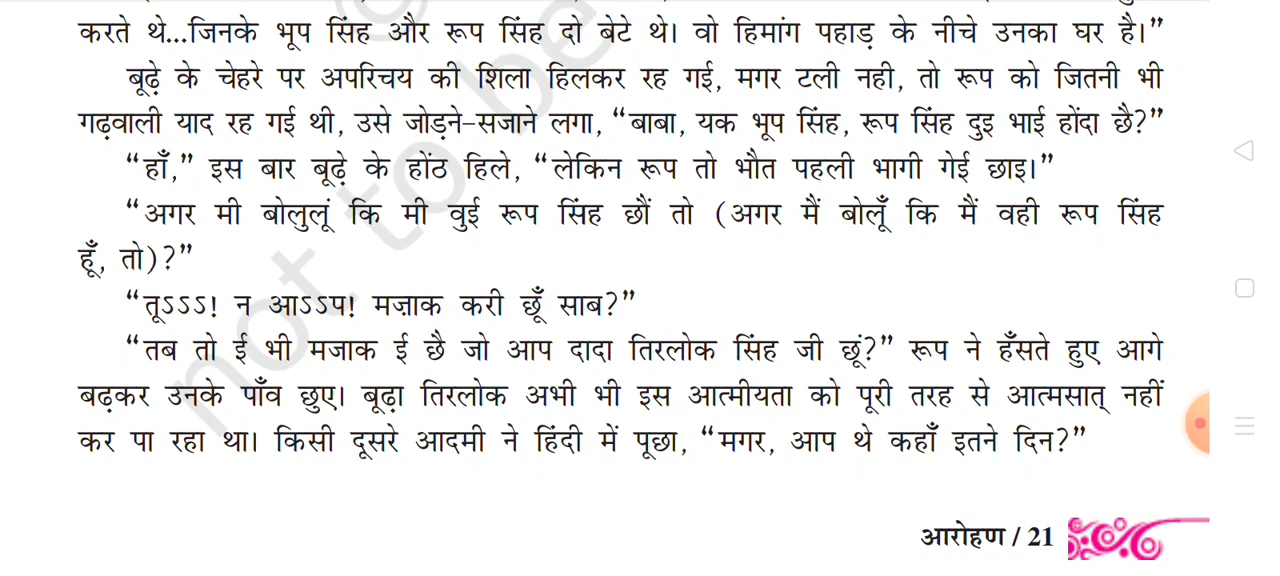 करते थे...जिनके भूप सिंह और रूप सिंह दो बेटे थे। वो हिमांग पहाड़ के नीचे उनका घर है।”
बूढ़े के चेहरे पर अपरिचय की शिला हिलकर रह गई, मगर टली नही, तो रूप को जितनी भी
गढ़वाली याद रह गई थी, उसे जोड़ने-सजाने लगा, “बाबा, यक भूप सिंह, रूप सिंह दुइ भाई होंदा छै?”
“हाँ,” इस बार बूढ़े के होंठ हिले, “लेकिन रूप तो भौत पहली भागी गेई छाइ।”
“अगर मी बोलुलूं कि मी वुई रूप सिंह छौं तो (अगर मैं बोलूँ कि मैं वही रूप सिंह
हूँ, तो)?”
“तूऽऽऽ! न आऽऽप! मज़ाक करी छूँ साब?”
“तब तो ई भी मजाक ई छै जो आप दादा तिरलोक सिंह जी छूं?” रूप ने हँसते हुए आगे
बढ़कर उनके पाँव छुए। बूढ़ा तिरलोक अभी भी इस आत्मीयता को पूरी तरह से आत्मसात् नहीं
कर पा रहा था। किसी दूसरे आदमी ने हिंदी में पूछा, “मगर, आप थे कहाँ इतने दिन?”
आरोहण / 21
not to be